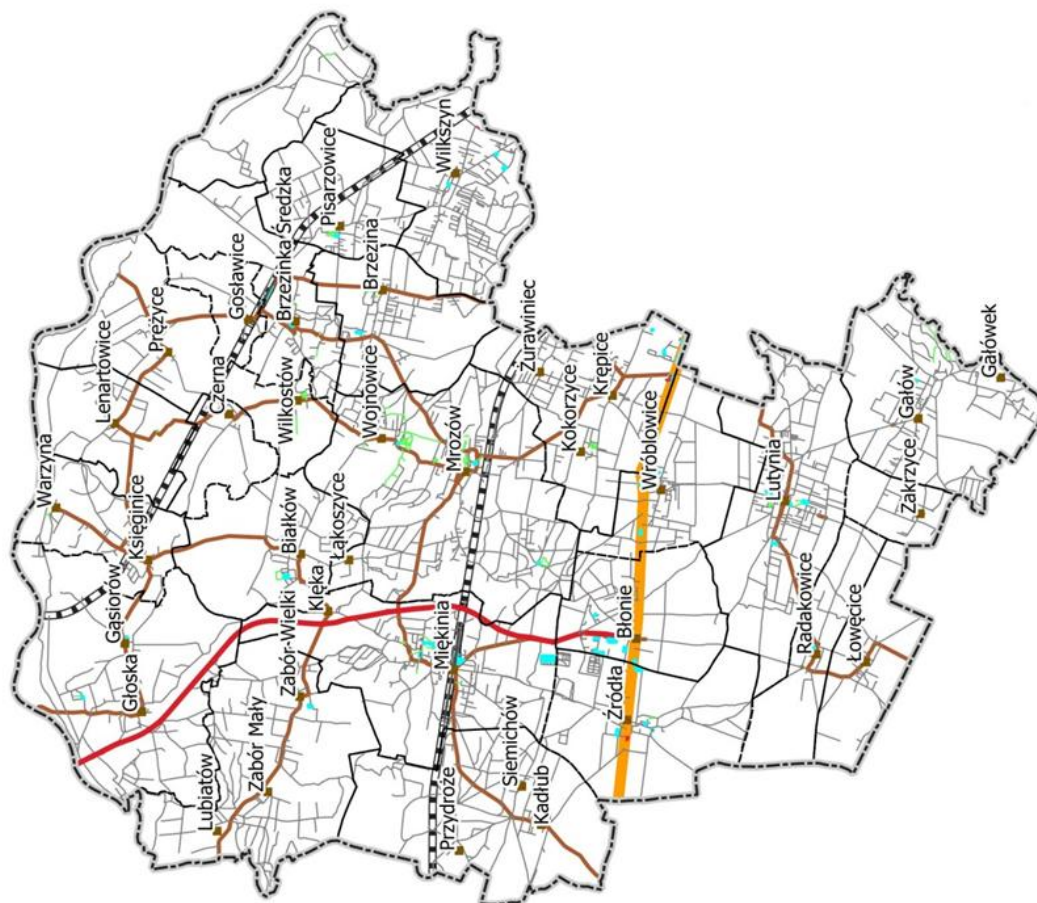 Warzyna
Lenartowice
Prężyce
Gosławice
Brzezinka Średzka
Pisarzowice
Wilkszyn
Brzezina
Księginice
Gąsiorów
Głoska
Czerna
Wilkostów
Wojnowice
Białków
Łąkoszyce
Klęka
Zabór Wielki
Zabór Mały
Lubiatów
Mrozów
Żurawiniec
Krępice
Kokorzyce
Miękinia
Przydroże
Siemichów
Kadłub
Wróblowice
Błonie
Źródła
Lutynia
Radakowice
Łowęcice
Gałów
Zakrzyce
Gałówek